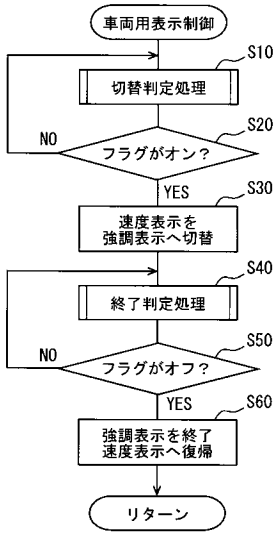 車両用表示制御
S10
切替判定処理
S20
フラグがオン?
NO
YES
S30
速度表示を
強調表示へ切替
S40
終了判定処理
S50
フラグがオフ?
NO
YES
S60
強調表示を終了
速度表示へ復帰
リターン